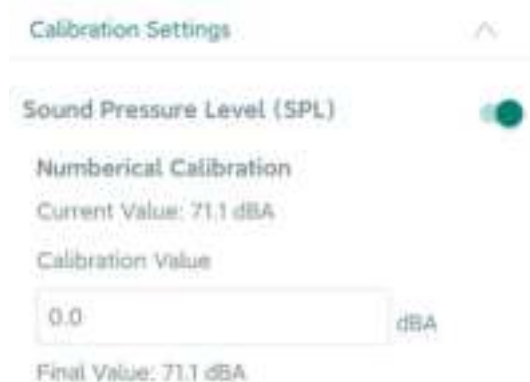 Calibration Settings
Sound Pressure Level (SPL)
Numberical Calibration
Current Value: 71.1 dBA
Calibration Value
0.0 dBA
Final Value: 71.1 dBA